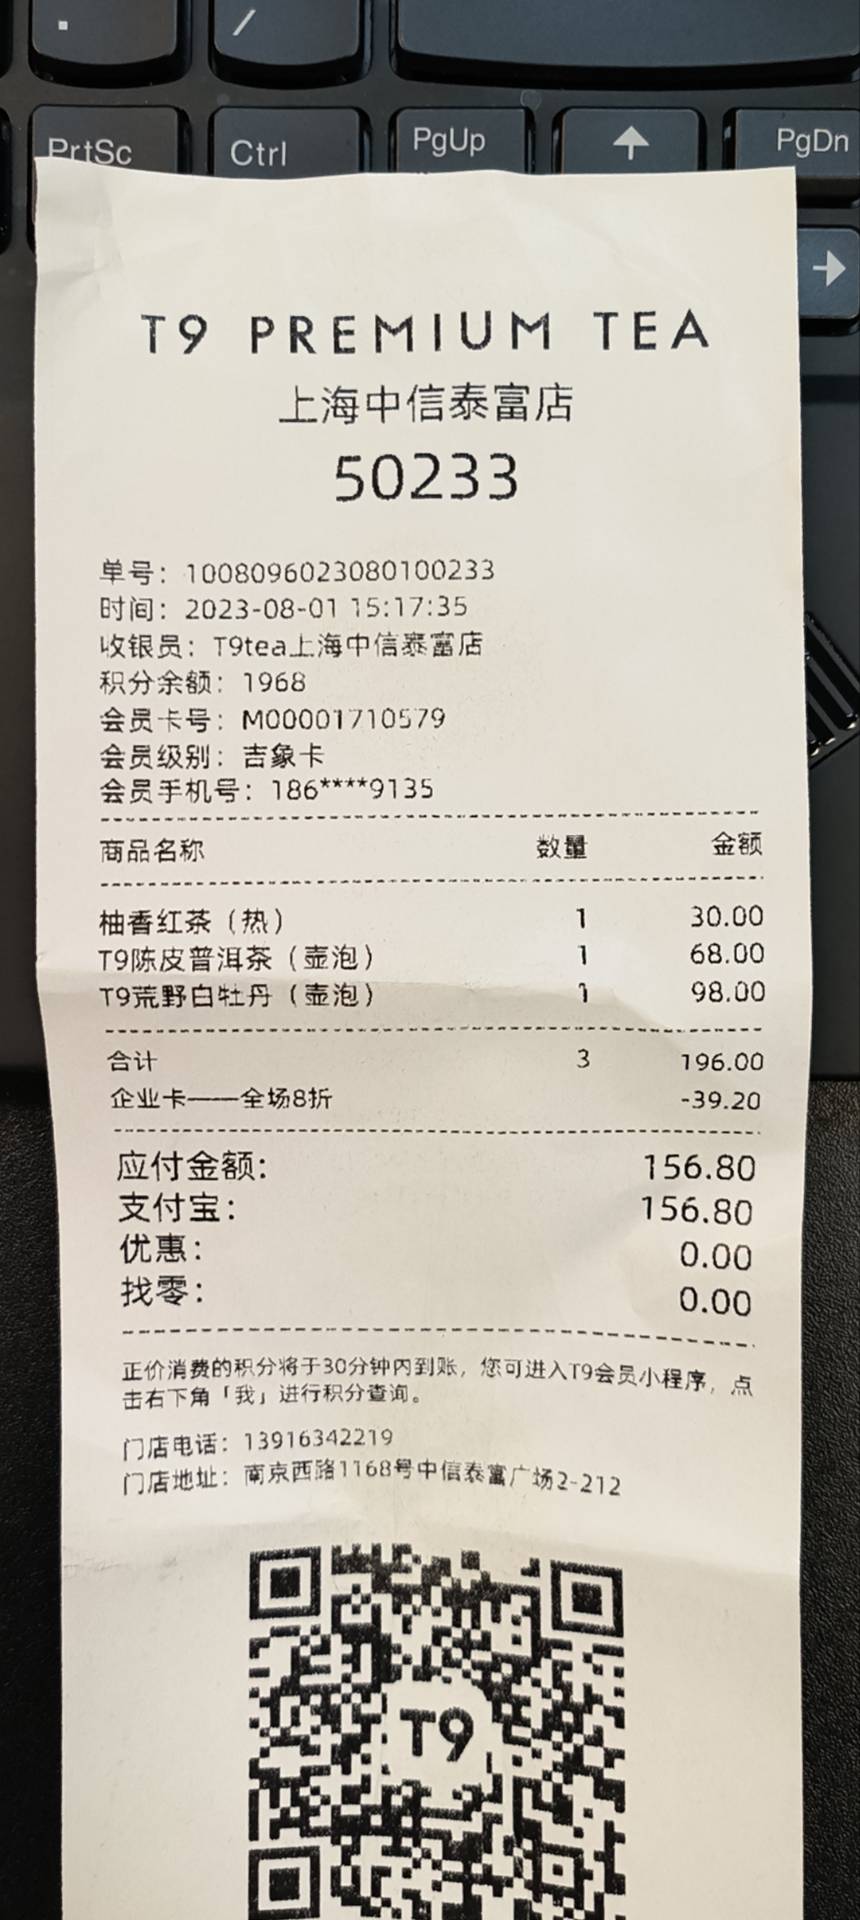 .
/
PrtSc
Ctrl
PgUp
PgDn
T9 PREMIUM TEA
上海中信泰富店
50233
单号：1008096023080100233
时间：2023-08-01 15:17:35
收银员：T9tea上海中信泰富店
积分余额：1968
会员卡号：M00001710579
会员级别：吉象卡
会员手机号：186****9135
商品名称 数量 金额
柚香红茶（热） 1 30.00
T9陈皮普洱茶（壶泡） 1 68.00
T9荒野白牡丹（壶泡） 1 98.00
合计 3 196.00
企业卡——全场8折 -39.20
应付金额: 156.80
支付宝: 156.80
优惠: 0.00
找零: 0.00
正价消费的积分将于30分钟内到账，您可进入T9会员小程序，点
击右下角「我」进行积分查询。
门店电话：13916342219
门店地址：南京西路1168号中信泰富广场2-212
T9